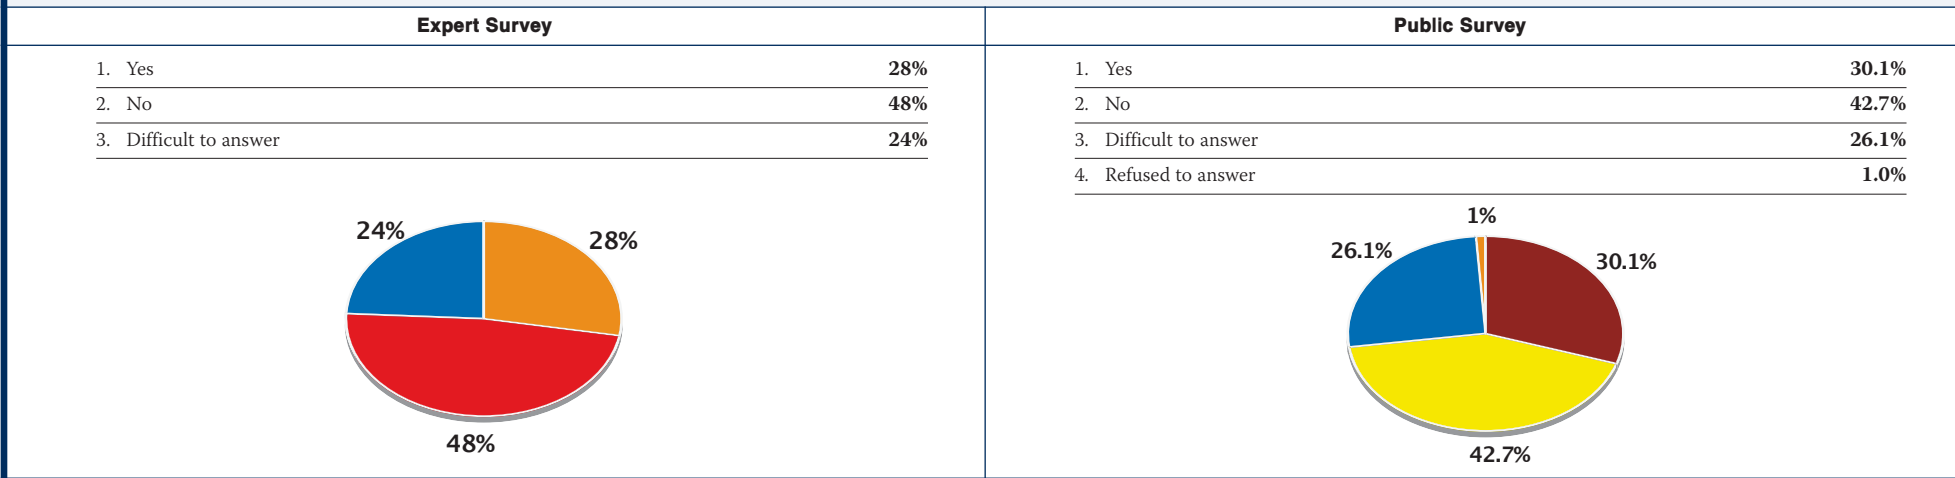 Expert Survey
1. Yes 28%
2. No 48%
3. Difficult to answer 24%
24%
28%
48%
Public Survey
1. Yes 30.1%
2. No 42.7%
3. Difficult to answer 26.1%
4. Refused to answer 1.0%
1%
26.1%
30.1%
42.7%